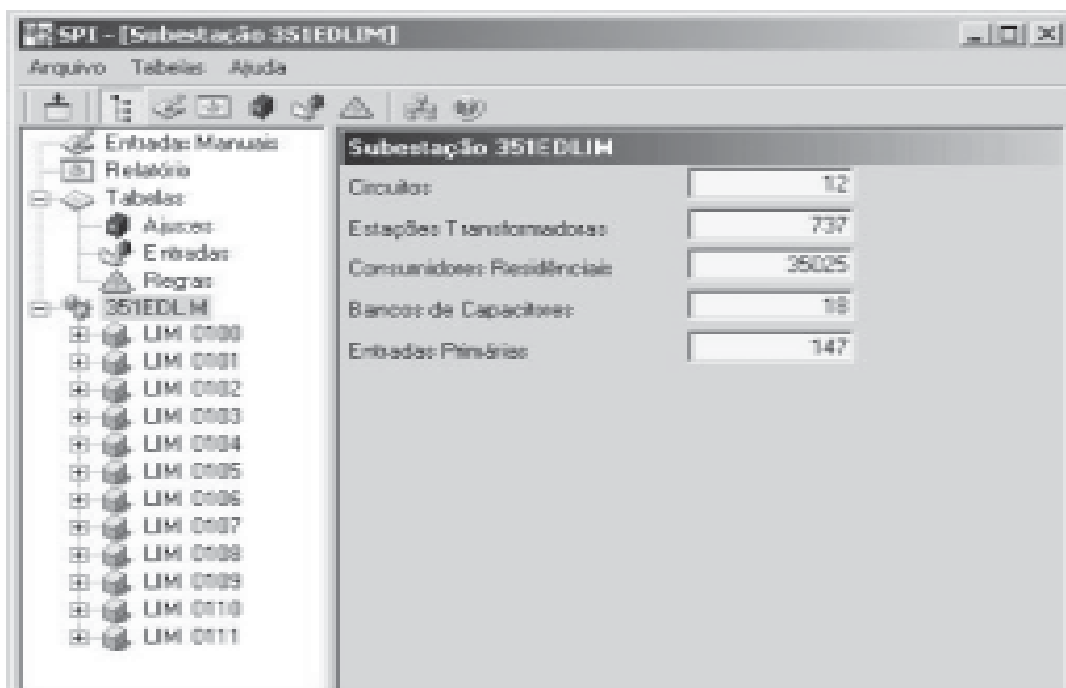 SPI - [Subestação 351EDLIM]
Arquivo Tabelas Ajuda
Entradas Manuais
Relatório
Tabelas
Ajustes
Entradas
Regras
351EDLIM
LIM 0100
LIM 0101
LIM 0102
LIM 0103
LIM 0104
LIM 0105
LIM 0106
LIM 0107
LIM 0108
LIM 0109
LIM 0110
LIM 0111
Subestação 351EDLIM
Circuitos 12
Estações Transformadoras 737
Consumidores Residênciais 35025
Bancos de Capacitores 18
Entradas Primárias 147